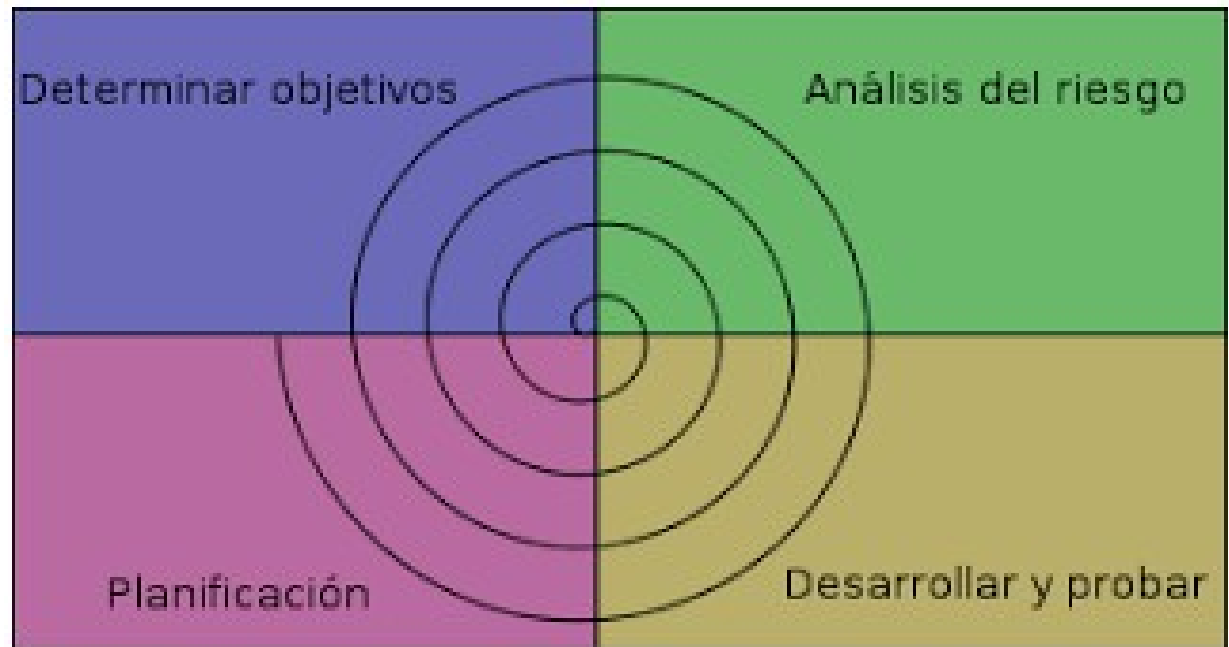 Determinar objetivos
Análisis del riesgo
Planificación
Desarrollar y probar